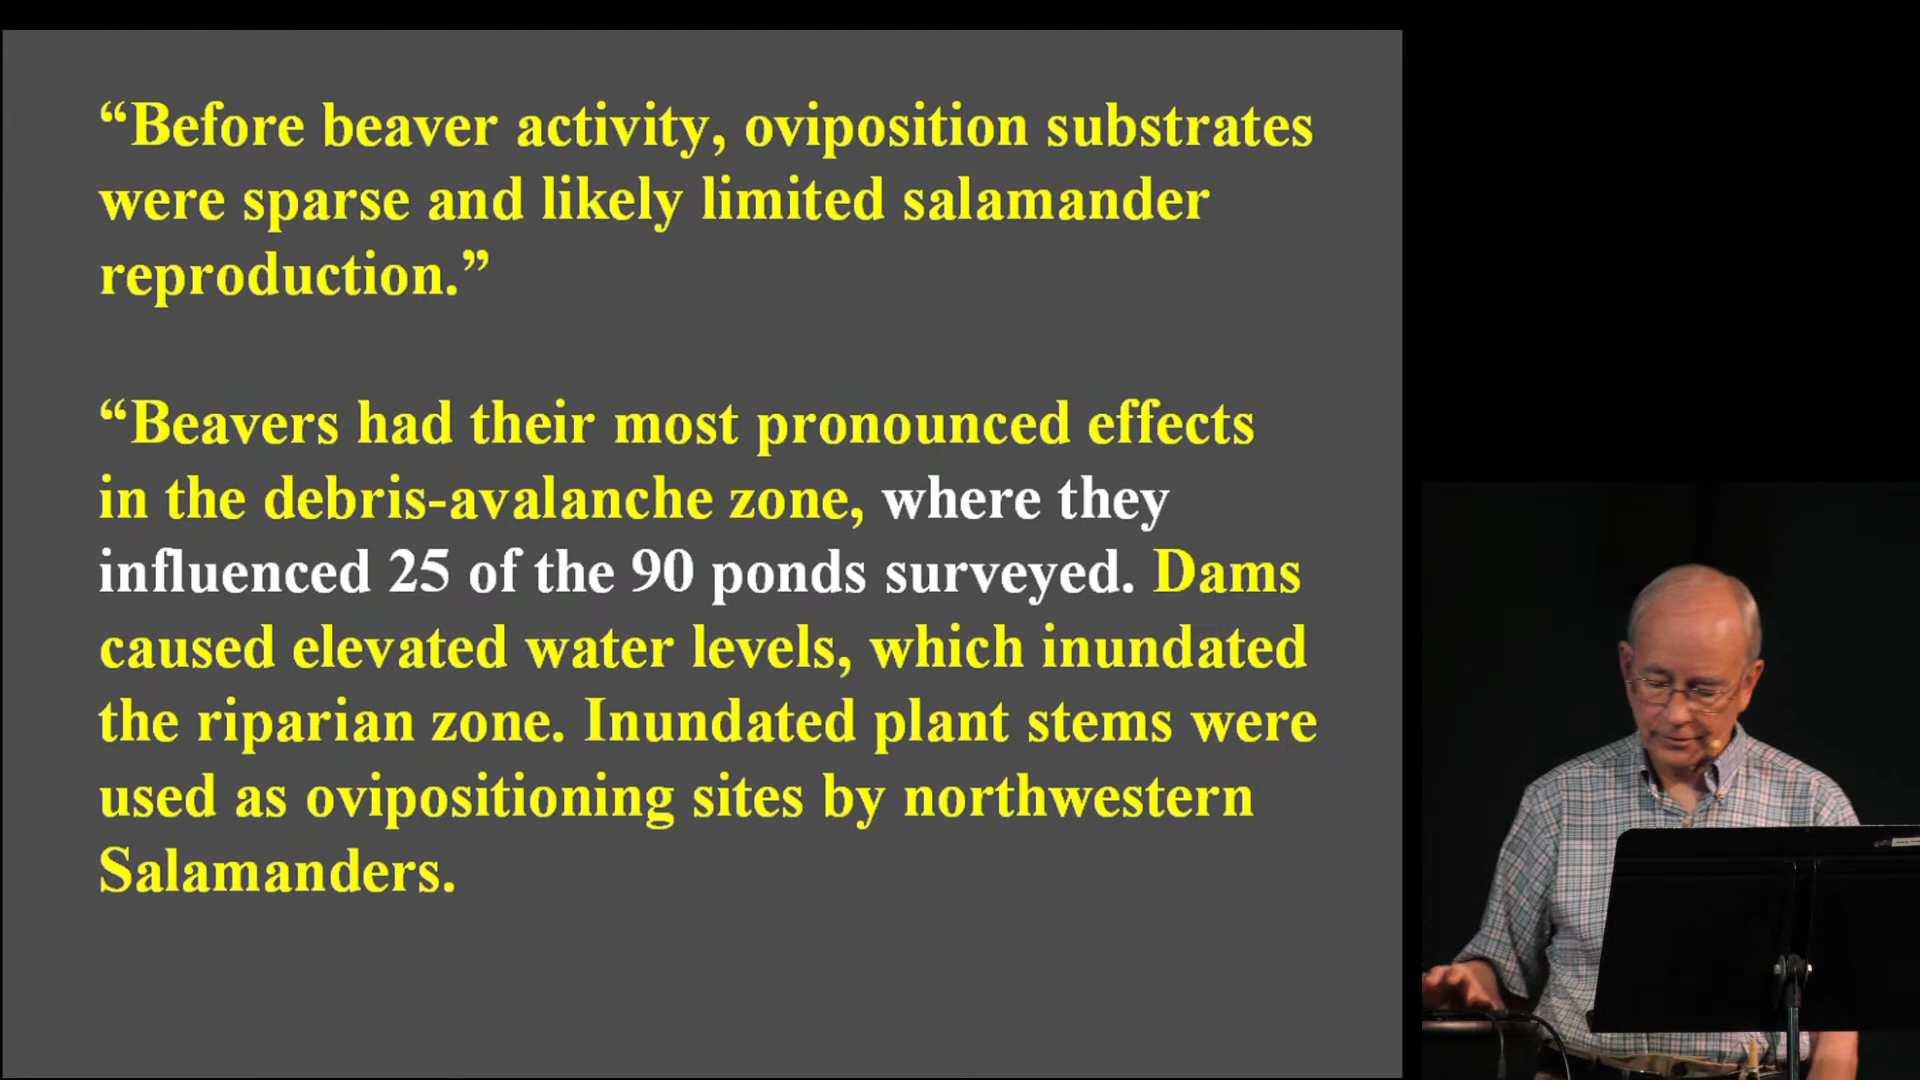 “Before beaver activity, oviposition substrates
were sparse and likely limited salamander
reproduction.”
“Beavers had their most pronounced effects
in the debris-avalanche zone, where they
influenced 25 of the 90 ponds surveyed. Dams
caused elevated water levels, which inundated
the riparian zone. Inundated plant stems were
used as ovipositioning sites by northwestern
Salamanders.